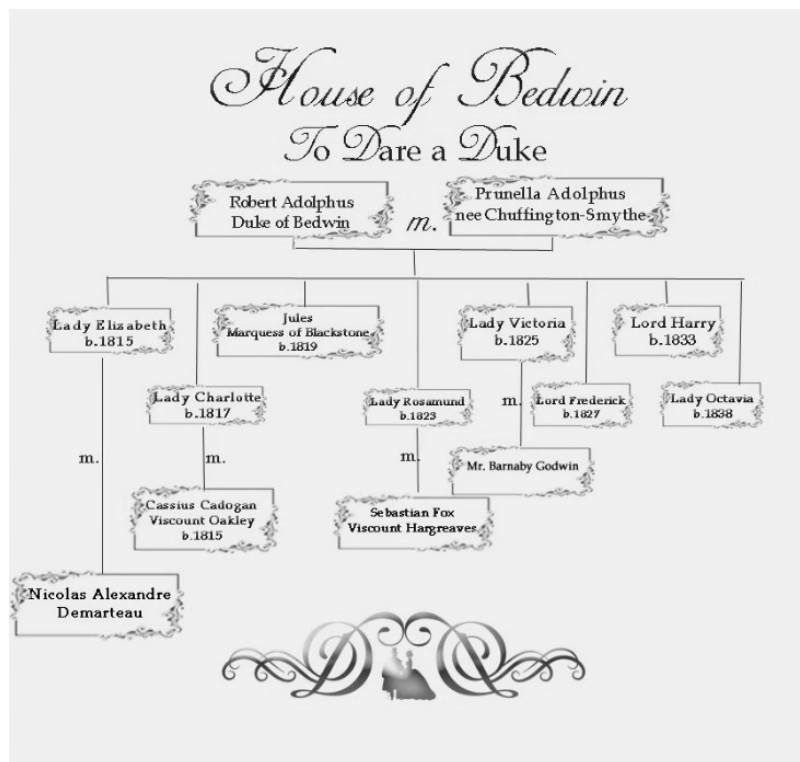 House of Bedwin
To Dare a Duke
Robert Adolphus
Duke of Bedwin
m.
Prunella Adolphus
nee Chuffington-Smythe
Lady Elizabeth
b.1815
Jules
Marquess of Blackstone
b.1819
Lady Victoria
b.1825
Lord Harry
b.1833
Lady Charlotte
b.1817
Lady Rosamund
b.1823
m.
Lord Frederick
b.1827
Lady Octavia
b.1838
m.
m.
m.
Mr. Barnaby Godwin
Cassius Cadogan
Viscount Oakley
b.1815
Sebastian Fox
Viscount Hargreaves
Nicolas Alexandre
Demarteau